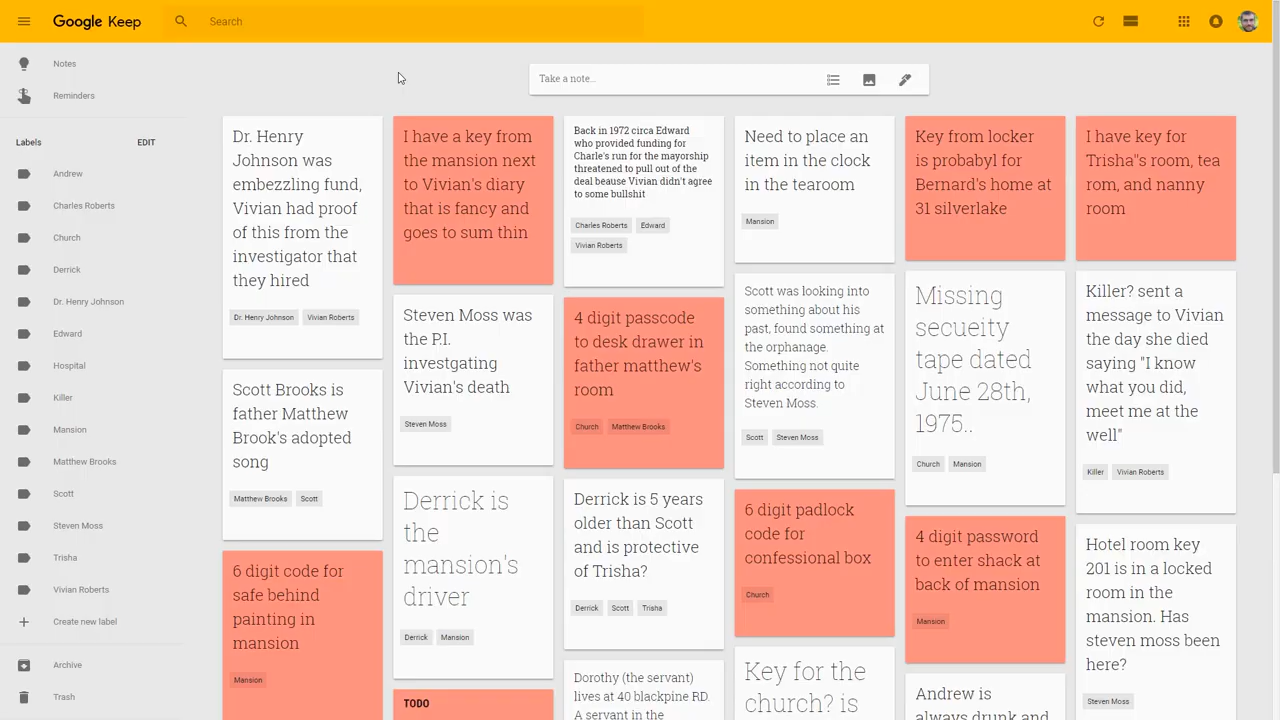 Google Keep
Search
Notes
Reminders
Labels
EDIT
Andrew
Charles Roberts
Church
Derrick
Dr. Henry Johnson
Edward
Hospital
Killer
Mansion
Matthew Brooks
Scott
Steven Moss
Trisha
Vivian Roberts
Create new label
Archive
Trash
Take a note...
Dr. Henry
Johnson was
embezzling fund,
Vivian had proof
of this from the
investigator that
they hired
Dr. Henry Johnson
Vivian Roberts
Scott Brooks is
father Matthew
Brook's adopted
song
Matthew Brooks
Scott
6 digit code for
safe behind
painting in
mansion
Mansion
I have a key from
the mansion next
to Vivian's diary
that is fancy and
goes to sum thin
Steven Moss was
the P.I.
investgating
Vivian's death
Steven Moss
Derrick is
the
mansion's
driver
Derrick
Mansion
TODO
Back in 1972 circa Edward
who provided funding for
Charle's run for the mayorship
threatened to pull out of the
deal beause Vivian didn't agree
to some bullshit
Charles Roberts
Edward
Vivian Roberts
4 digit passcode
to desk drawer in
father matthew's
room
Church
Matthew Brooks
Derrick is 5 years
older than Scott
and is protective
of Trisha?
Derrick
Scott
Trisha
Dorothy (the servant)
lives at 40 blackpine RD.
A servant in the
Need to place an
item in the clock
in the tearoom
Mansion
Scott was looking into
something about his
past, found something at
the orphanage.
Something not quite
right according to
Steven Moss.
Scott
Steven Moss
6 digit padlock
code for
confessional box
Church
Key for the
church? is
Key from locker
is probabyl for
Bernard's home at
31 silverlake
Missing
secueity
tape dated
June 28th,
1975..
Church
Mansion
4 digit password
to enter shack at
back of mansion
Mansion
Andrew is
always drunk and
I have key for
Trisha"s room, tea
rom, and nanny
room
Killer? sent a
message to Vivian
the day she died
saying "I know
what you did,
meet me at the
well"
Killer
Vivian Roberts
Hotel room key
201 is in a locked
room in the
mansion. Has
steven moss been
here?
Steven Moss